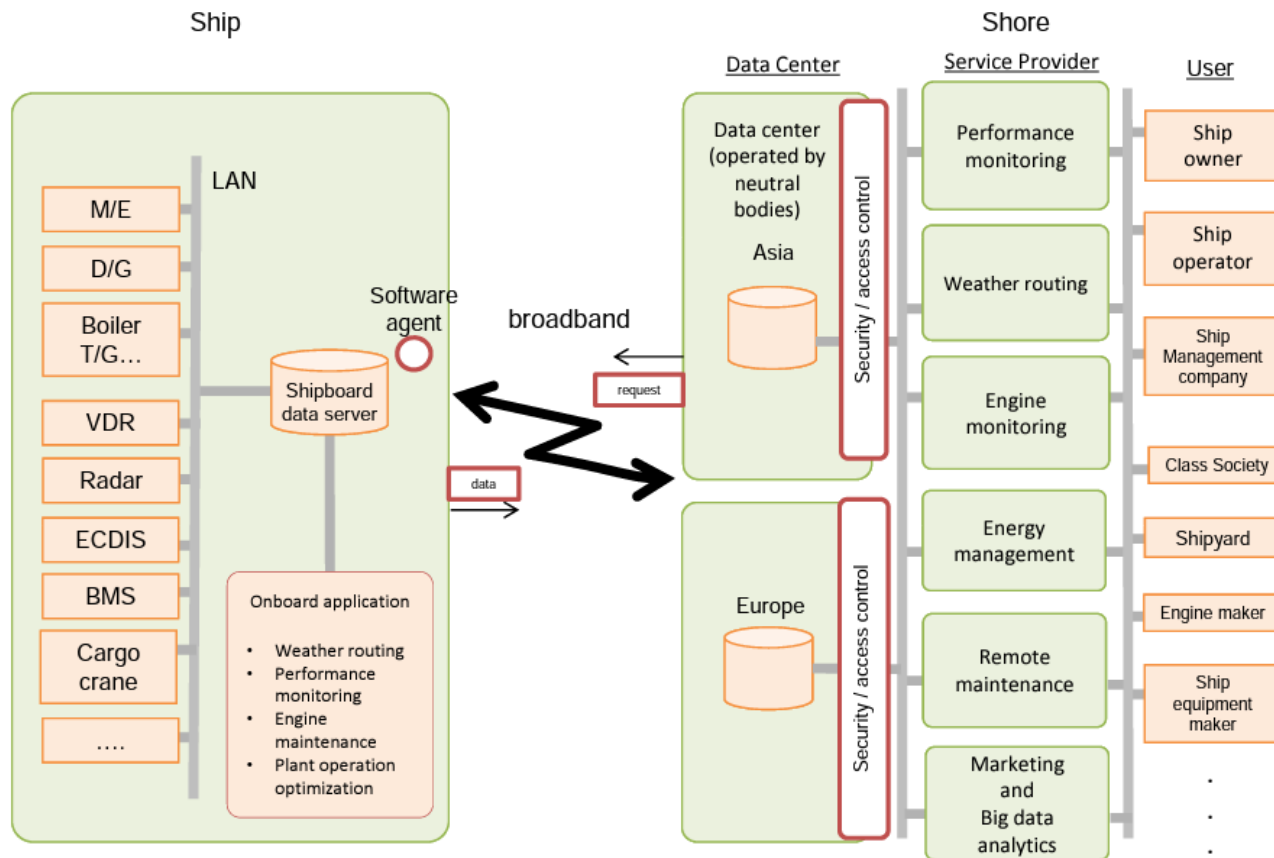 Ship
Shore
Data Center
Service Provider
User
LAN
M/E
D/G
Boiler
T/G…
VDR
Radar
ECDIS
BMS
Cargo
crane
….
Software
agent
Shipboard
data server
Onboard application
• Weather routing
• Performance
monitoring
• Engine
maintenance
• Plant operation
optimization
broadband
request
data
Data center
(operated by
neutral
bodies)
Asia
Security / access control
Europe
Security / access control
Performance
monitoring
Weather routing
Engine
monitoring
Energy
management
Remote
maintenance
Marketing
and
Big data
analytics
Ship
owner
Ship
operator
Ship
Management
company
Class Society
Shipyard
Engine maker
Ship
equipment
maker
.
.
.